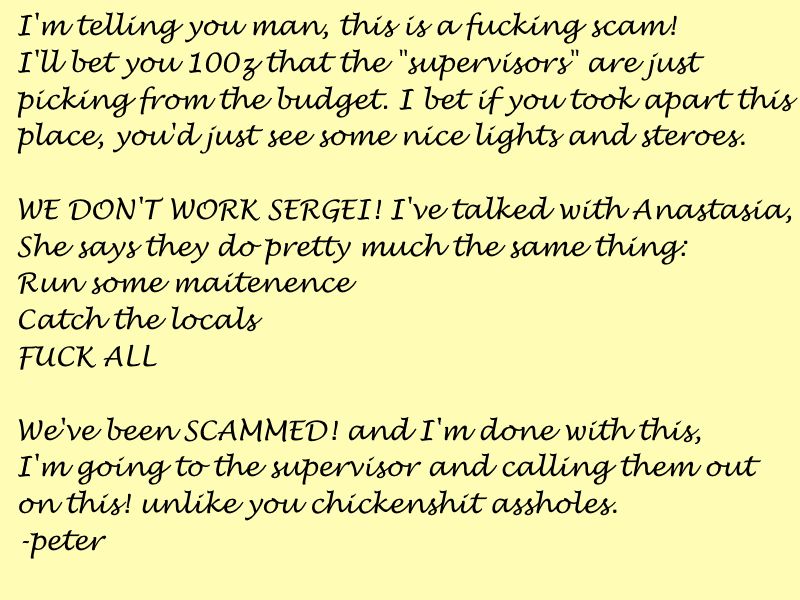 I'm telling you man, this is a fucking scam!
I'll bet you 100z that the "supervisors" are just
picking from the budget. I bet if you took apart this
place, you'd just see some nice lights and steroes.
WE DON'T WORK SERGEI! I've talked with Anastasia,
She says they do pretty much the same thing:
Run some maitenence
Catch the locals
FUCK ALL
We've been SCAMMED! and I'm done with this,
I'm going to the supervisor and calling them out
on this! unlike you chickenshit assholes.
-peter